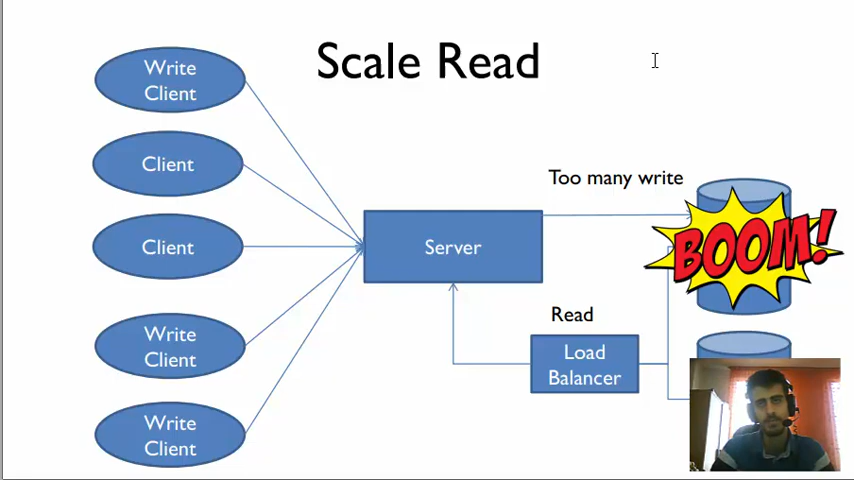 Scale Read
Write
Client
Client
Client
Write
Client
Write
Client
Server
Too many write
BOOM!
Read
Load
Balancer